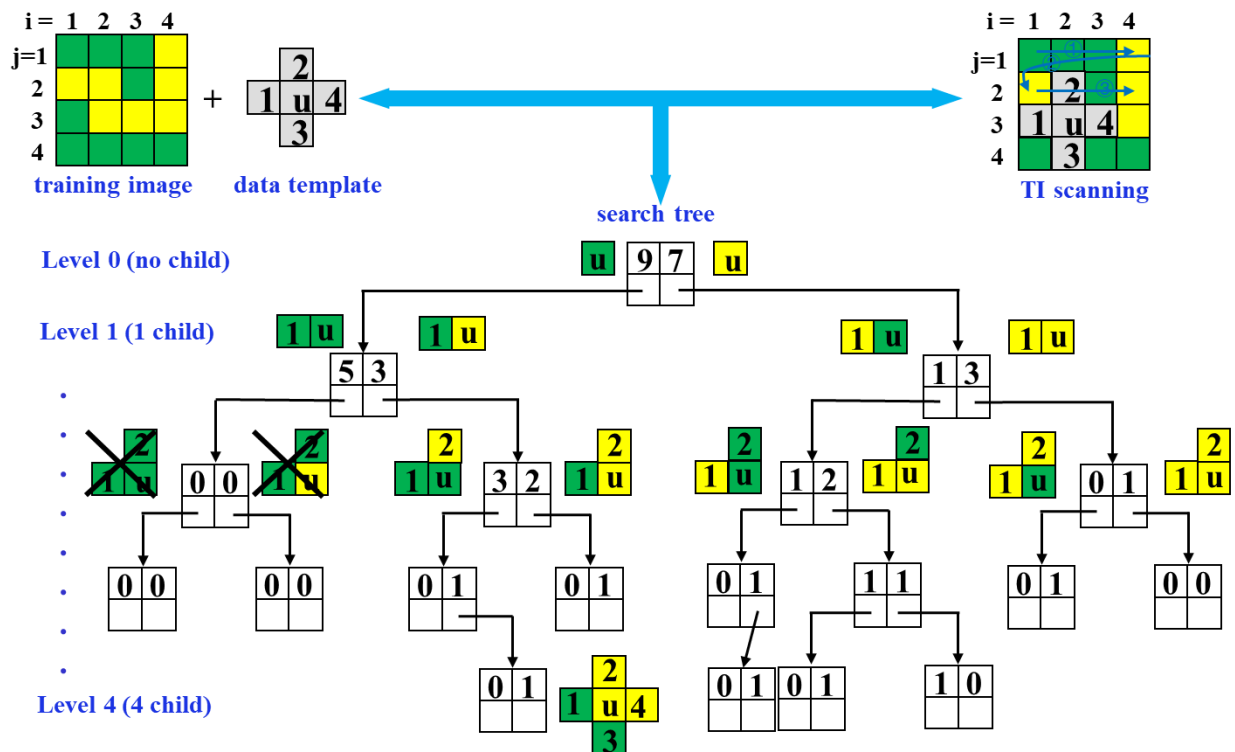 i = 1 2 3 4
j=1
2
3
4
training image
+
2
1 u 4
3
data template
i = 1 2 3 4
j=1
2
3
4
①
②
③
2
1 u 4
3
TI scanning
search tree
Level 0 (no child)
u
9 7
u
Level 1 (1 child)
1 u
1 u
5 3
1 u
1 u
1 3
2
1 u
0 0
2
1 u
2
1 u
3 2
2
1 u
2
1 u
1 2
2
1 u
2
1 u
0 1
2
1 u
0 0
0 0
0 1
0 1
0 1
1 1
0 1
0 0
Level 4 (4 child)
0 1
2
1 u 4
3
0 1
0 1
1 0